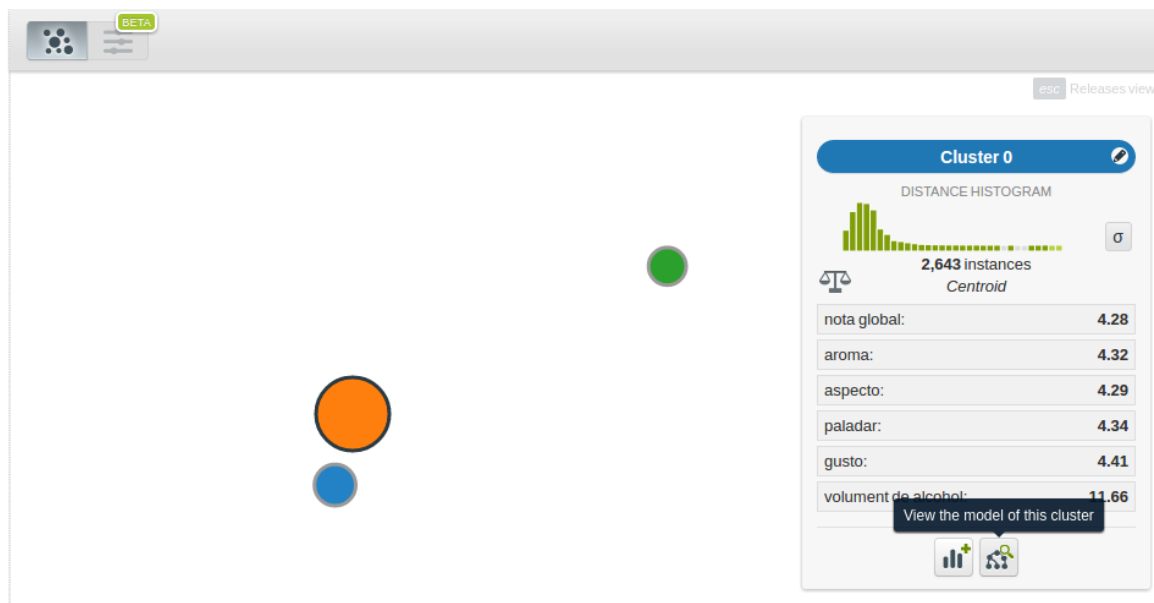 BETA
esc Releases view
Cluster 0
DISTANCE HISTOGRAM
σ
2,643 instances
Centroid
nota global: 4.28
aroma: 4.32
aspecto: 4.29
paladar: 4.34
gusto: 4.41
volument de alcohol: 11.66
View the model of this cluster